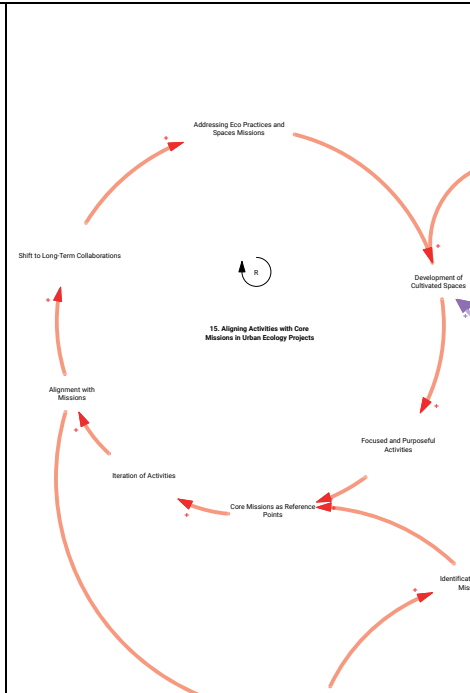 Addressing Eco Practices and
Spaces Missions
+
Shift to Long-Term Collaborations
+
R
Development of
Cultivated Spaces
+
+
15. Aligning Activities with Core
Missions in Urban Ecology Projects
Alignment with
Missions
+
+
Focused and Purposeful
Activities
Iteration of Activities
Core Missions as Reference
Points
+
+